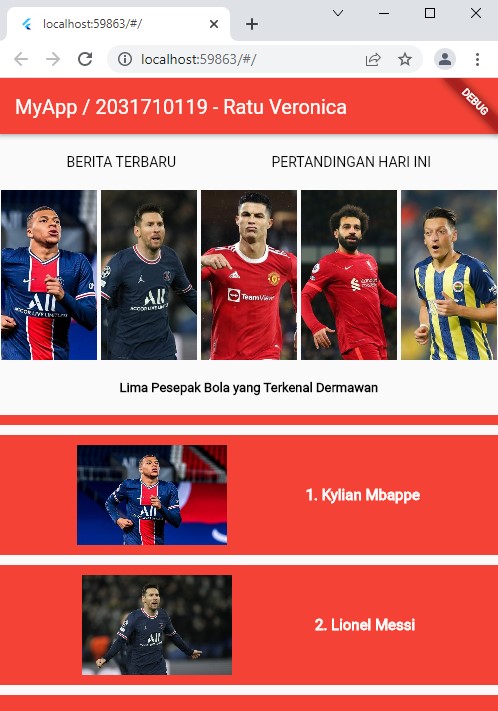 localhost:59863/#/
localhost:59863/#/
MyApp / 2031710119 - Ratu Veronica
DEBUG
BERITA TERBARU
PERTANDINGAN HARI INI
TeamViewer
Lima Pesepak Bola yang Terkenal Dermawan
1. Kylian Mbappe
2. Lionel Messi